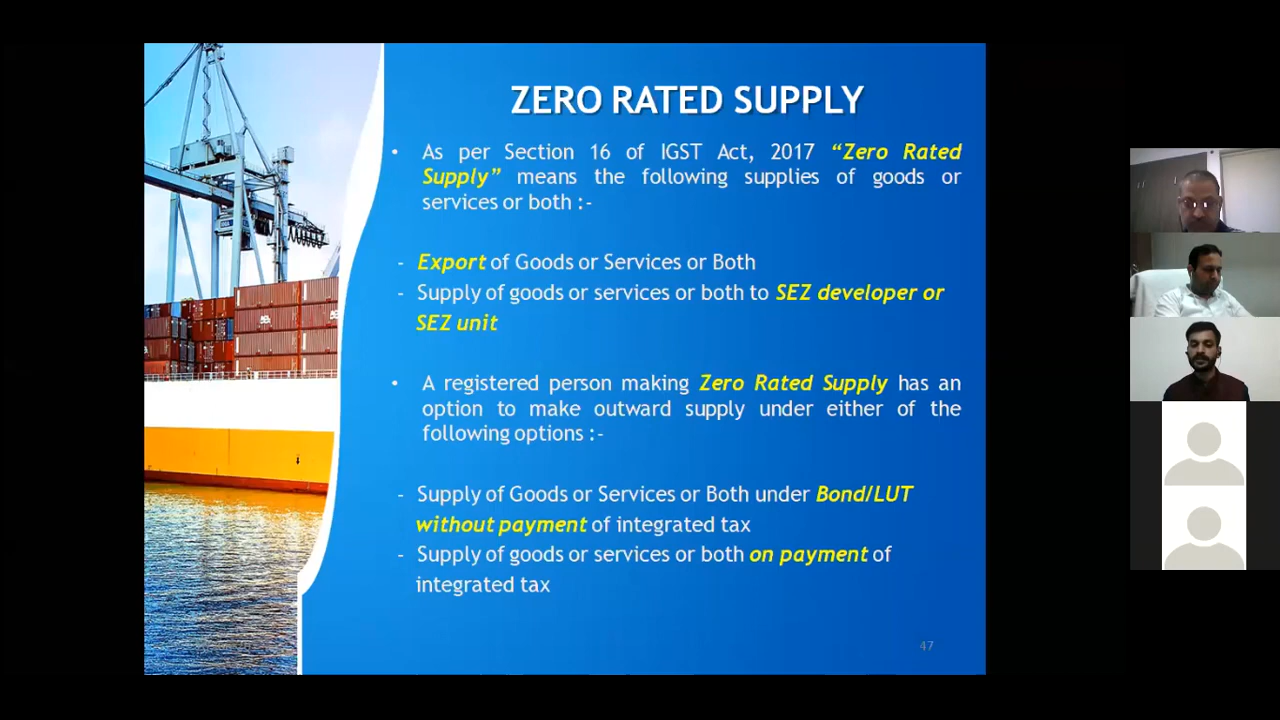 ZERO RATED SUPPLY
• As per Section 16 of IGST Act, 2017 “Zero Rated
Supply” means the following supplies of goods or
services or both :-
- Export of Goods or Services or Both
- Supply of goods or services or both to SEZ developer or
SEZ unit
• A registered person making Zero Rated Supply has an
option to make outward supply under either of the
following options :-
- Supply of Goods or Services or Both under Bond/LUT
without payment of integrated tax
- Supply of goods or services or both on payment of
integrated tax
47